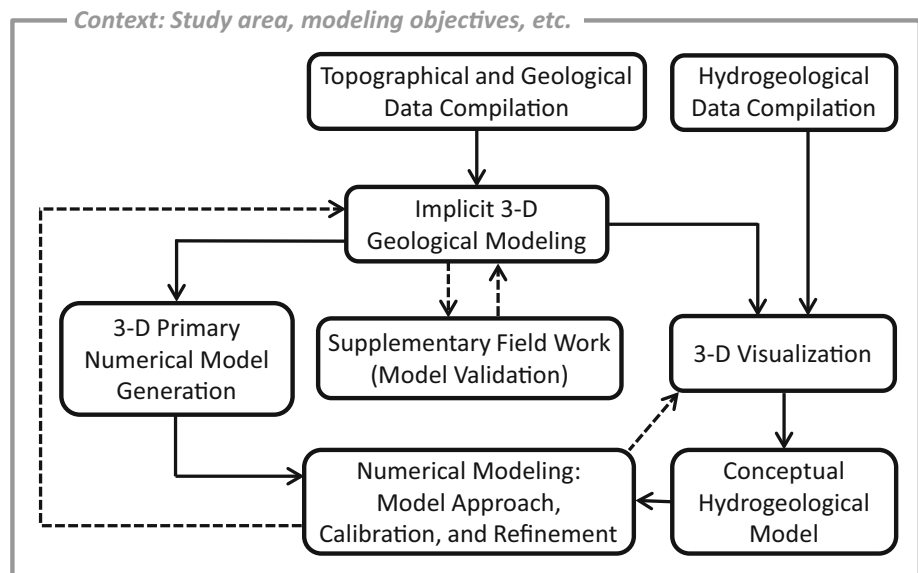 Context: Study area, modeling objectives, etc.
Topographical and Geological
Data Compilation
Hydrogeological
Data Compilation
Implicit 3-D
Geological Modeling
3-D Primary
Numerical Model
Generation
Supplementary Field Work
(Model Validation)
3-D Visualization
Numerical Modeling:
Model Approach,
Calibration, and Refinement
Conceptual
Hydrogeological
Model